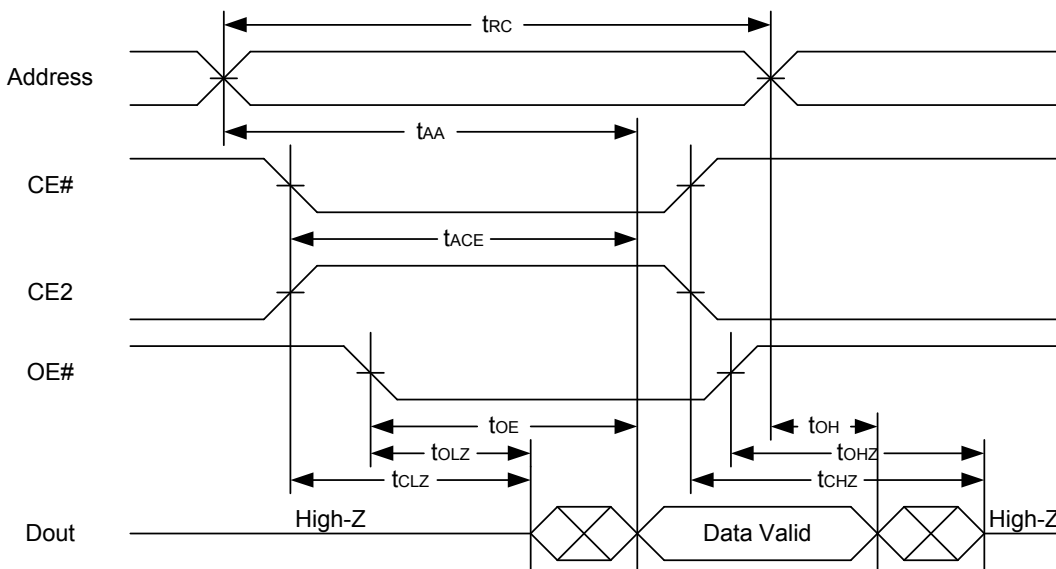 tRC
Address
tAA
CE#
tACE
CE2
OE#
tOE
tOH
tOLZ
tOHZ
tCLZ
tCHZ
High-Z
High-Z
Dout
Data Valid